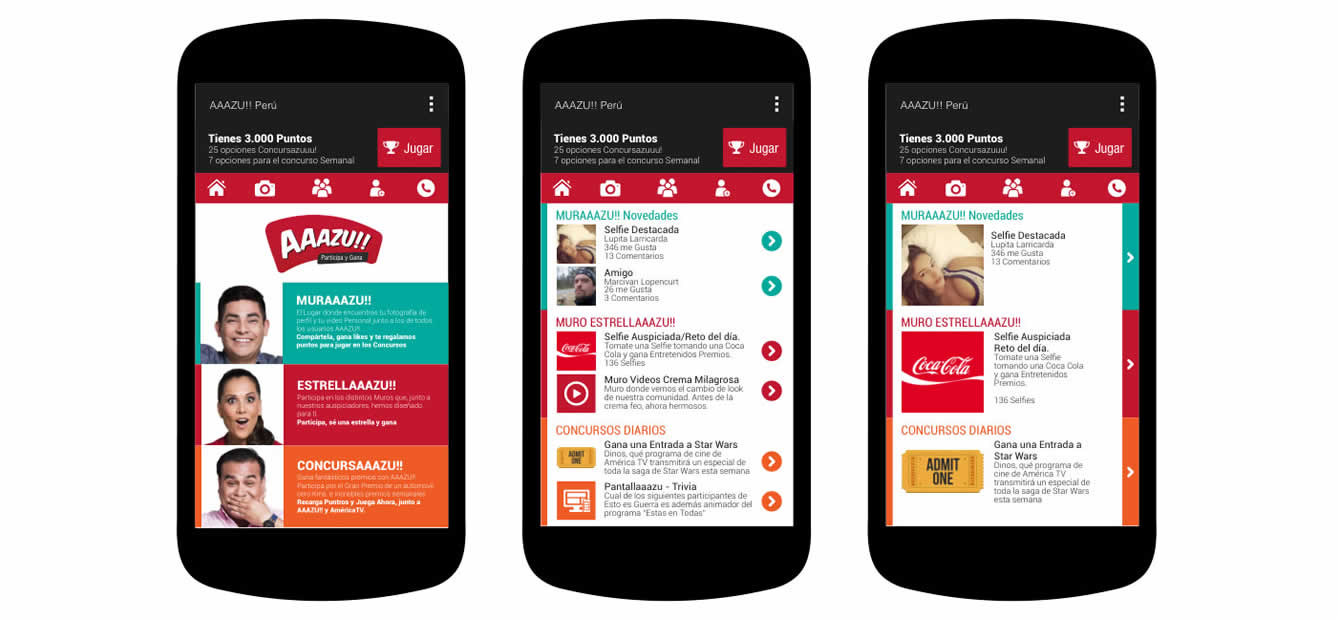 AAAZU!! Perú
Tienes 3.000 Puntos
25 opciones Concursazuuu!
7 opciones para el concurso Semanal
Jugar
AAAZU!!
Participa y Gana
MURAAAZU!!
El Lugar donde encuentras tu fotografía de
perfil y tu video Personal junto a los de todos
los usuarios AAAZU!!
Compártela, gana likes y te regalamos
puntos para jugar en los Concursos
ESTRELLAAAZU!!
Participa en los distintos Muros que, junto a
nuestros auspiciadores, hemos diseñado
para ti.
Participa, sé una estrella y gana
CONCURSAAAZU!!
Gana fantásticos premios con AAAZU!!
Participa por el Gran Premio de un automóvil
cero Kms. e increíbles premios semanales
Recarga Puntos y Juega Ahora, junto a
AAAZU!! y AméricaTV.
AAAZU!! Perú
Tienes 3.000 Puntos
25 opciones Concursazuuu!
7 opciones para el concurso Semanal
Jugar
MURAAAZU!! Novedades
Selfie Destacada
Lupita Larricarda
346 me Gusta
13 Comentarios
Amigo
Marcivan Lopencurt
26 me Gusta
3 Comentarios
MURO ESTRELLAAAZU!!
Coca-Cola
Selfie Auspiciada/Reto del día.
Tomate una Selfie tomando una Coca
Cola y gana Entretenidos Premios.
136 Selfies
Muro Videos Crema Milagrosa
Muro donde vemos el cambio de look
de nuestra comunidad. Antes de la
crema feo, ahora hermosos.
CONCURSOS DIARIOS
ADMIT
ONE
Gana una Entrada a Star Wars
Dinos, qué programa de cine de
América TV transmitirá un especial de
toda la saga de Star Wars esta semana
Pantallaaazu - Trivia
Cual de los siguientes participantes de
Esto es Guerra es además animador del
programa "Estas en Todas"
AAAZU!! Perú
Tienes 3.000 Puntos
25 opciones Concursazuuu!
7 opciones para el concurso Semanal
Jugar
MURAAAZU!! Novedades
Selfie Destacada
Lupita Larricarda
346 me Gusta
13 Comentarios
MURO ESTRELLAAAZU!!
Coca-Cola
Selfie Auspiciada
Reto del día.
Tomate una Selfie
tomando una Coca Cola
y gana Entretenidos
Premios.
136 Selfies
CONCURSOS DIARIOS
ADMIT
ONE
Gana una Entrada a
Star Wars
Dinos, qué programa de
cine de América TV
transmitirá un especial de
toda la saga de Star Wars
esta semana